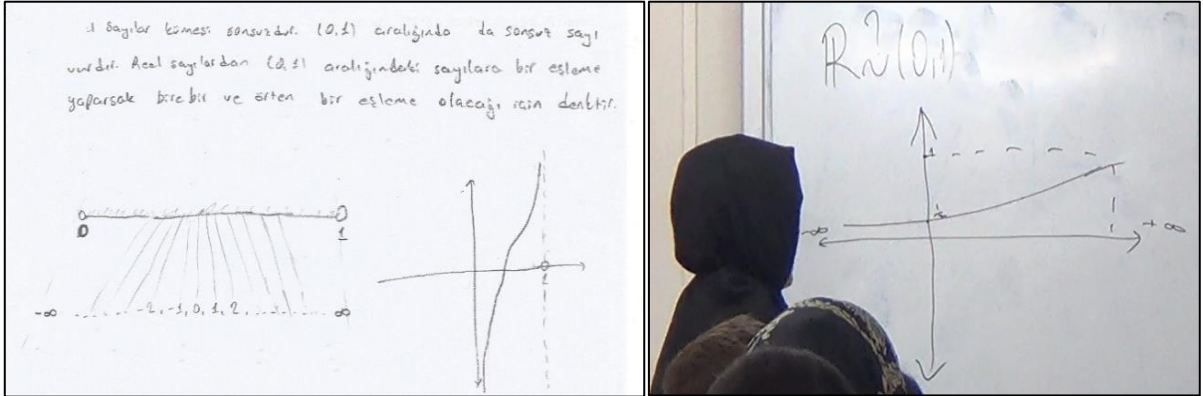 Sayılar kümesi sonsuzdur. (0,1) aralığında da sonsuz sayı
vardır. Reel sayılardan (0,1) aralığındaki sayılara bir eşleme
yaparsak birebir ve örten bir eşleme olacağı için denktir.
0 1
-∞ -2, -1, 0, 1, 2, ∞
1
ℝ~(0,1)
1
½
-∞ +∞